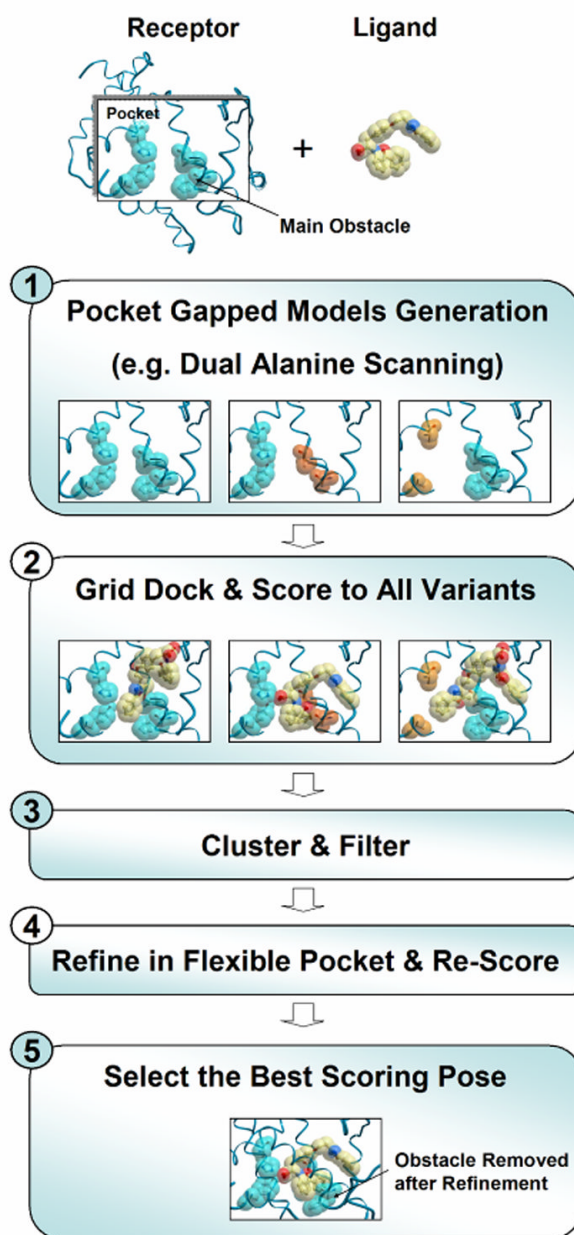 Receptor Ligand
Pocket
+
Main Obstacle
1
Pocket Gapped Models Generation
(e.g. Dual Alanine Scanning)
2
Grid Dock & Score to All Variants
3
Cluster & Filter
4
Refine in Flexible Pocket & Re-Score
5
Select the Best Scoring Pose
Obstacle Removed
after Refinement